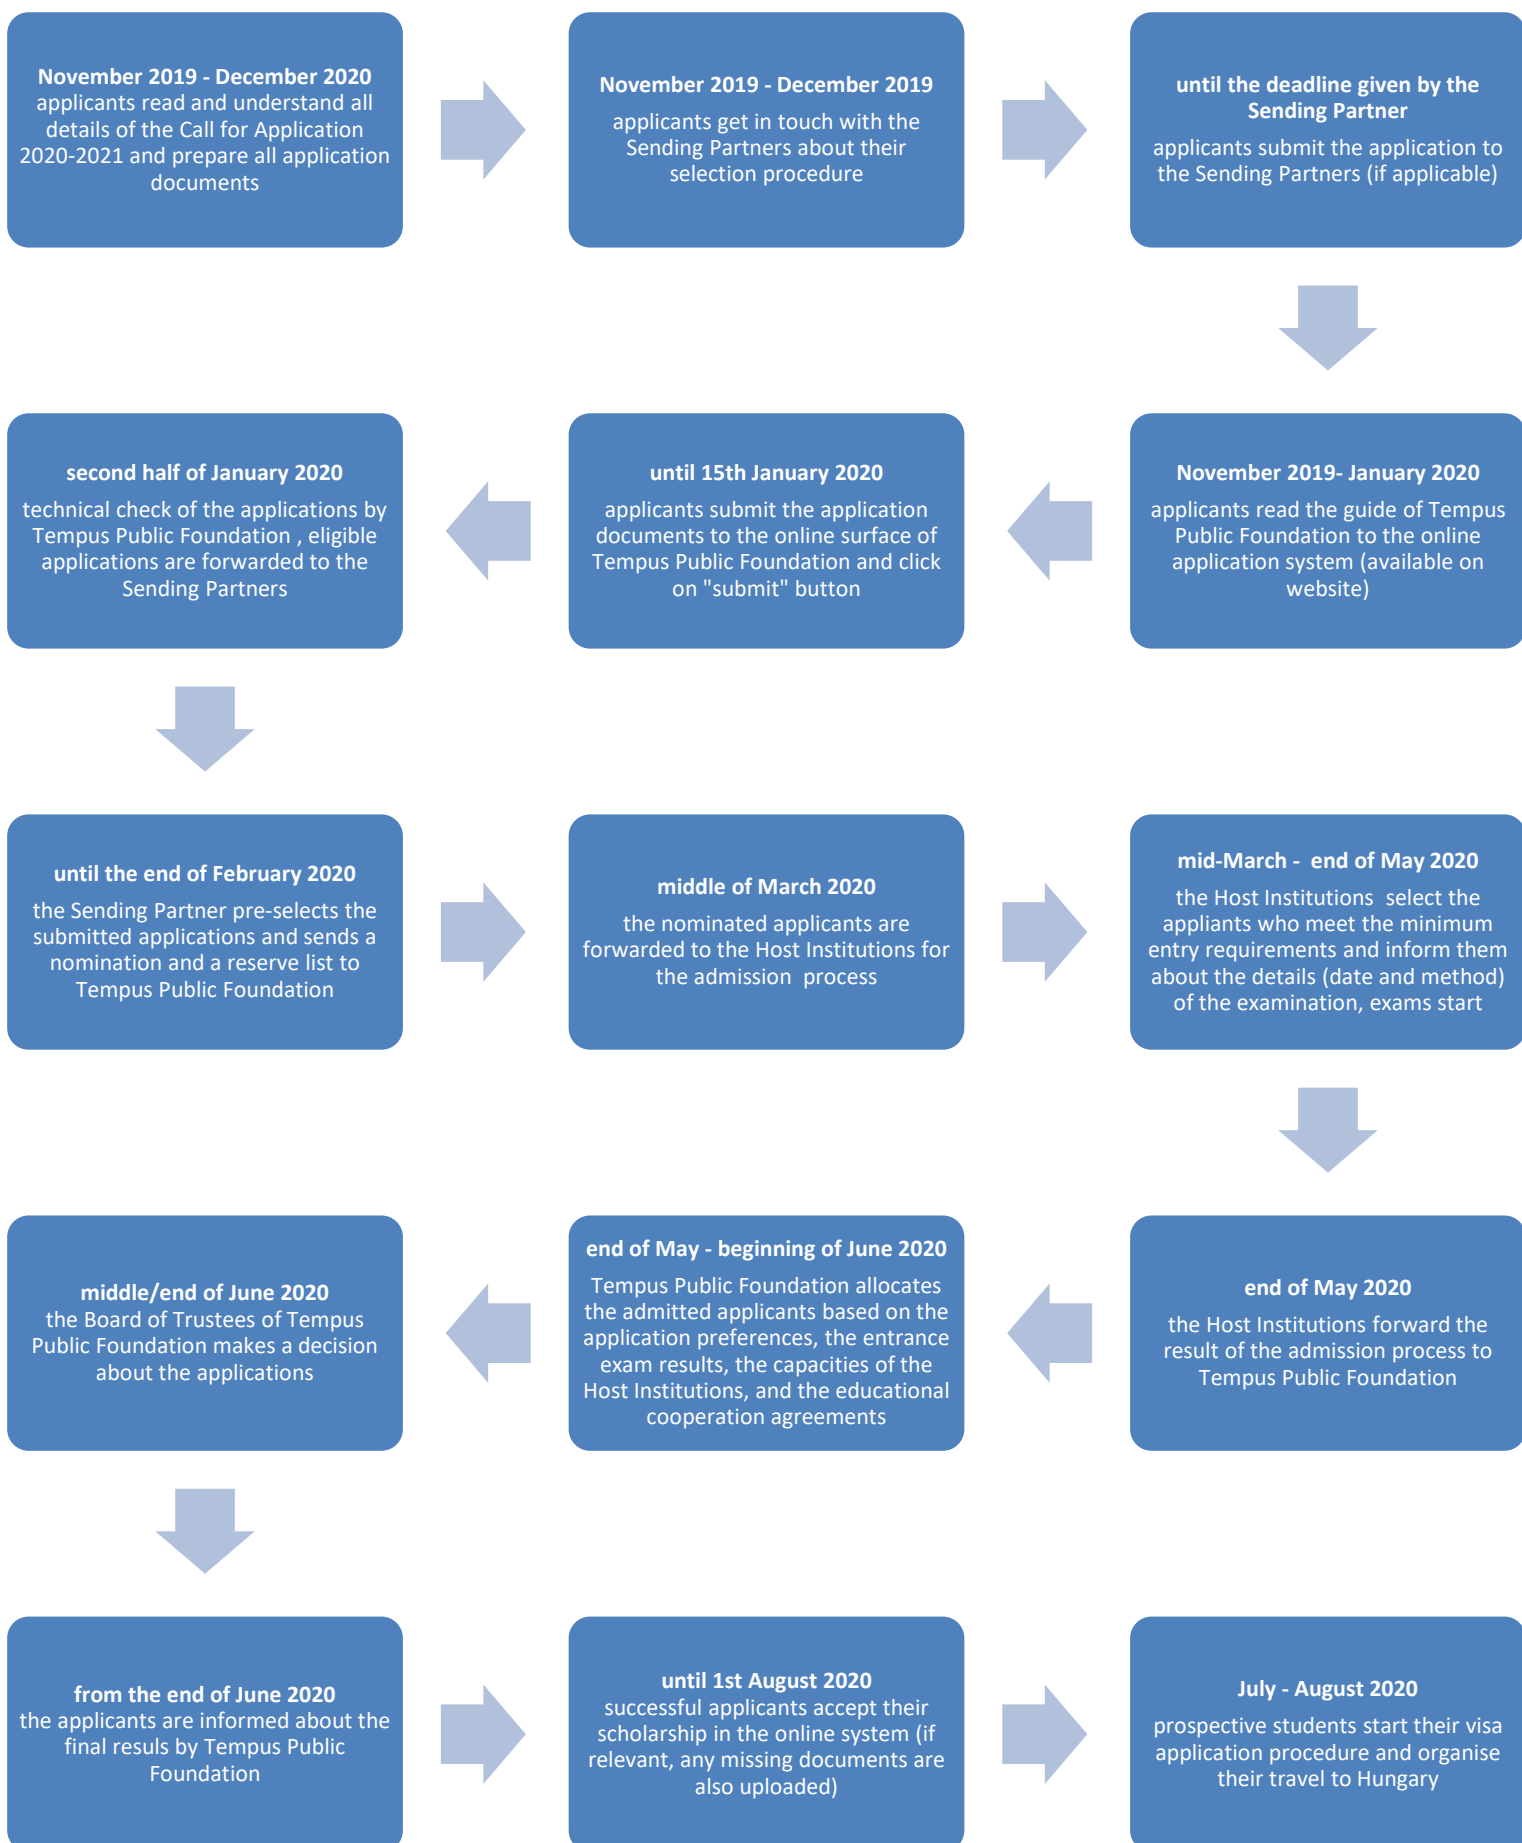 November 2019 - December 2020
applicants read and understand all
details of the Call for Application
2020-2021 and prepare all application
documents
November 2019 - December 2019
applicants get in touch with the
Sending Partners about their
selection procedure
until the deadline given by the
Sending Partner
applicants submit the application to
the Sending Partners (if applicable)
November 2019- January 2020
applicants read the guide of Tempus
Public Foundation to the online
application system (available on
website)
until 15th January 2020
applicants submit the application
documents to the online surface of
Tempus Public Foundation and click
on "submit" button
second half of January 2020
technical check of the applications by
Tempus Public Foundation , eligible
applications are forwarded to the
Sending Partners
until the end of February 2020
the Sending Partner pre-selects the
submitted applications and sends a
nomination and a reserve list to
Tempus Public Foundation
middle of March 2020
the nominated applicants are
forwarded to the Host Institutions for
the admission  process
mid-March -  end of May 2020
the Host Institutions  select the
appliants who meet the minimum
entry requirements and inform them
about the details (date and method)
of the examination, exams start
end of May 2020
the Host Institutions forward the
result of the admission process to
Tempus Public Foundation
end of May - beginning of June 2020
Tempus Public Foundation allocates
the admitted applicants based on the
application preferences, the entrance
exam results, the capacities of the
Host Institutions, and the educational
cooperation agreements
middle/end of June 2020
the Board of Trustees of Tempus
Public Foundation makes a decision
about the applications
from the end of June 2020
the applicants are informed about the
final resuls by Tempus Public
Foundation
until 1st August 2020
successful applicants accept their
scholarship in the online system (if
relevant, any missing documents are
also uploaded)
July - August 2020
prospective students start their visa
application procedure and organise
their travel to Hungary